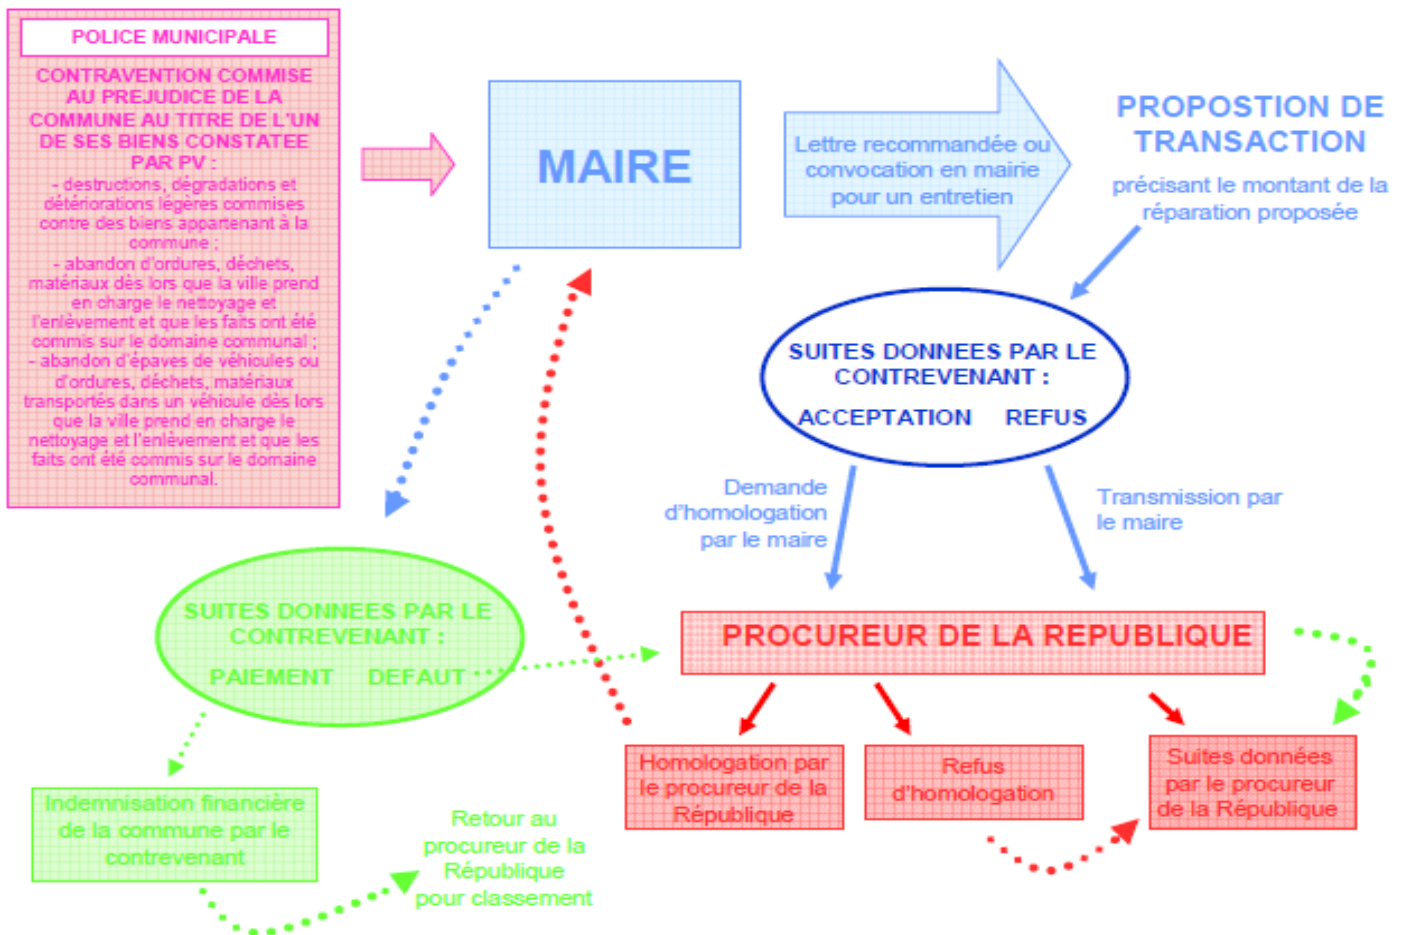 POLICE MUNICIPALE
CONTRAVENTION COMMISE
AU PREJUDICE DE LA
COMMUNE AU TITRE DE L'UN
DE SES BIENS CONSTATEE
PAR PV :
- destructions, dégradations et
détériorations légères commises
contre des biens appartenant à la
commune ;
- abandon d'ordures, déchets,
matériaux dès lors que la ville prend
en charge le nettoyage et
l'enlèvement et que les faits ont été
commis sur le domaine communal ;
- abandon d'épaves de véhicules ou
d'ordures, déchets, matériaux
transportés dans un véhicule dès lors
que la ville prend en charge le
nettoyage et l'enlèvement et que les
faits ont été commis sur le domaine
communal.
MAIRE
Lettre recommandée ou
convocation en mairie
pour un entretien
PROPOSTION DE
TRANSACTION
précisant le montant de la
réparation proposée
SUITES DONNEES PAR LE
CONTREVENANT :
ACCEPTATION REFUS
Demande
d'homologation
par le maire
Transmission par
le maire
SUITES DONNEES PAR LE
CONTREVENANT :
PAIEMENT DEFAUT
PROCUREUR DE LA REPUBLIQUE
Homologation par
le procureur de la
République
Refus
d'homologation
Suites données
par le procureur
de la République
Indemnisation financière
de la commune par le
contrevenant
Retour au
procureur de la
République
pour classement